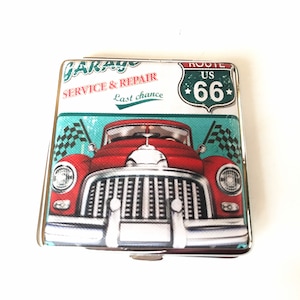 GARAGE
SERVICE & REPAIR
Last chance
ROUTE
US
66